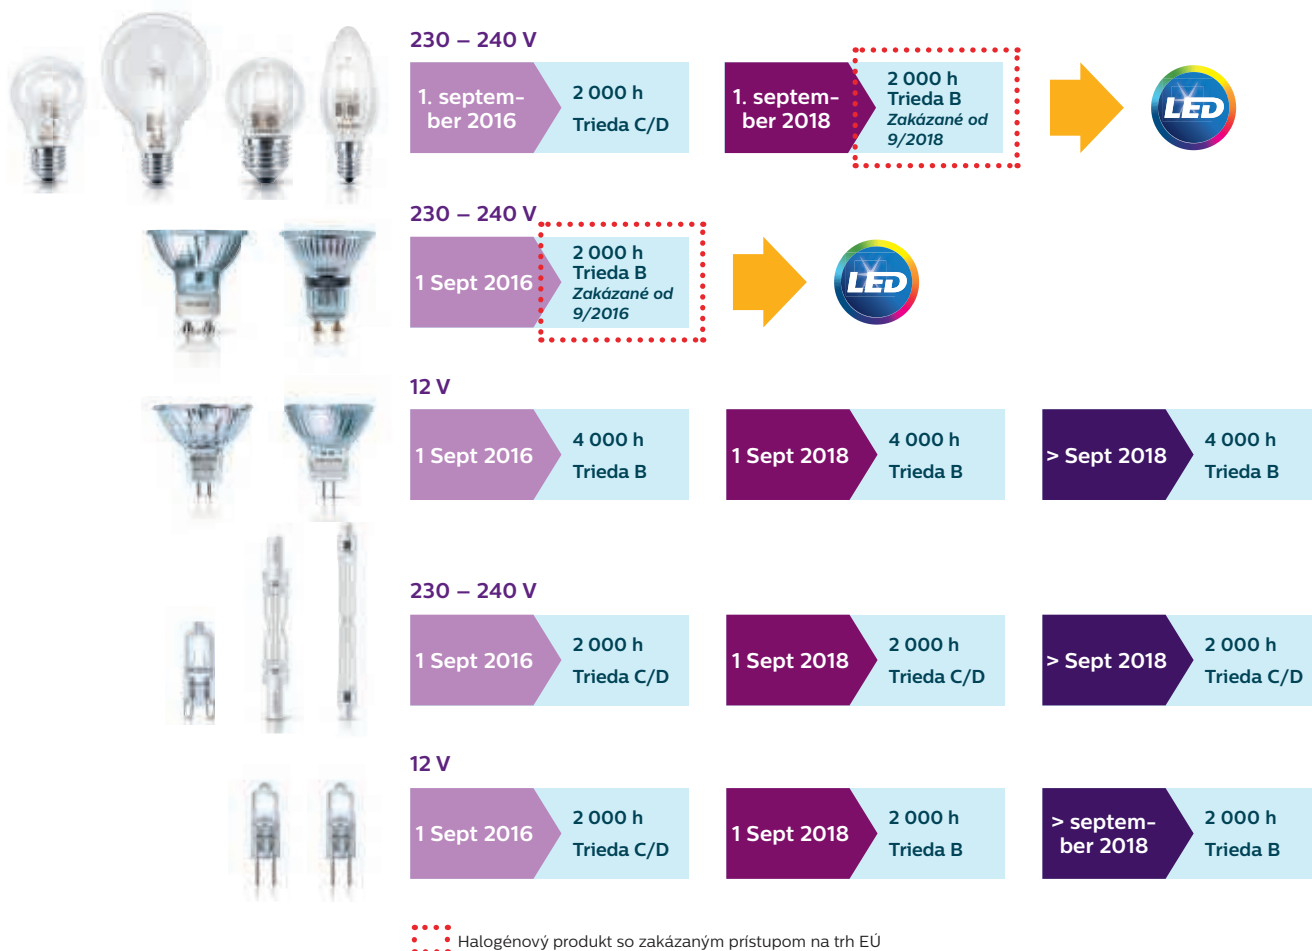 230 – 240 V
1. septem-
ber 2016
2 000 h
Trieda C/D
1. septem-
ber 2018
2 000 h
Trieda B
Zakázané od
9/2018
LED
230 – 240 V
1 Sept 2016
2 000 h
Trieda B
Zakázané od
9/2016
LED
12 V
1 Sept 2016
4 000 h
Trieda B
1 Sept 2018
4 000 h
Trieda B
> Sept 2018
4 000 h
Trieda B
230 – 240 V
1 Sept 2016
2 000 h
Trieda C/D
1 Sept 2018
2 000 h
Trieda C/D
> Sept 2018
2 000 h
Trieda C/D
12 V
1 Sept 2016
2 000 h
Trieda C/D
1 Sept 2018
2 000 h
Trieda B
> septem-
ber 2018
2 000 h
Trieda B
Halogénový produkt so zakázaným prístupom na trh EÚ